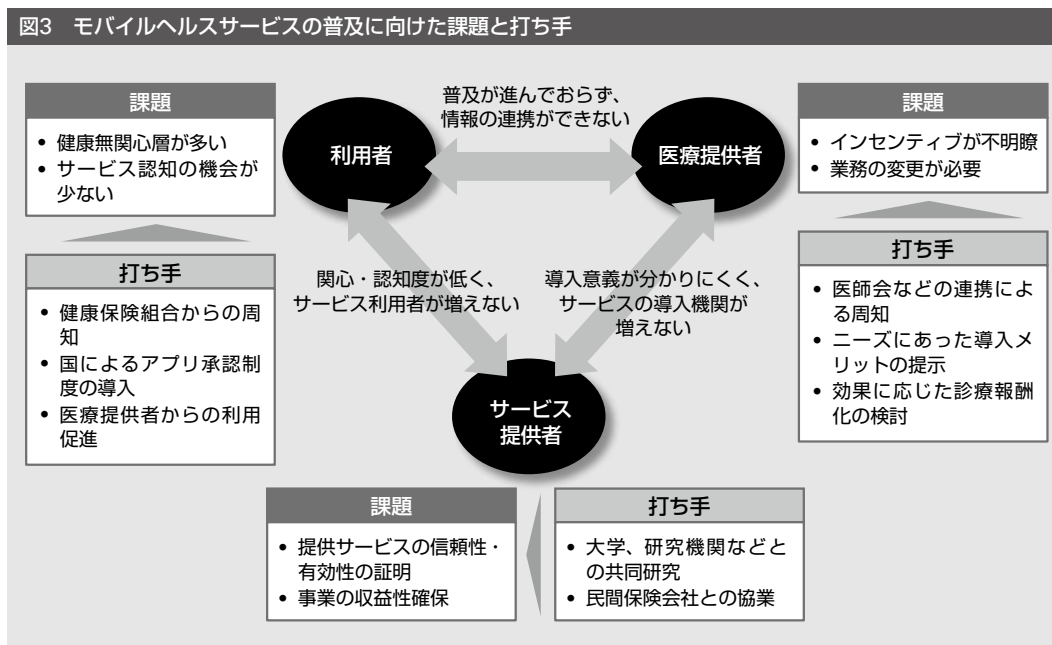 図3 モバイルヘルスサービスの普及に向けた課題と打ち手
課題
• 健康無関心層が多い
• サービス認知の機会が
少ない
打ち手
• 健康保険組合からの周
知
• 国によるアプリ承認制
度の導入
• 医療提供者からの利用
促進
利用者
普及が進んでおらず、
情報の連携ができない
医療提供者
関心・認知度が低く、
サービス利用者が増えない
導入意義が分かりにくく、
サービスの導入機関が
増えない
サービス
提供者
課題
• インセンティブが不明瞭
• 業務の変更が必要
打ち手
• 医師会などの連携によ
る周知
• ニーズにあった導入メ
リットの提示
• 効果に応じた診療報酬
化の検討
課題
• 提供サービスの信頼性・
有効性の証明
• 事業の収益性確保
打ち手
• 大学、研究機関などと
の共同研究
• 民間保険会社との協業